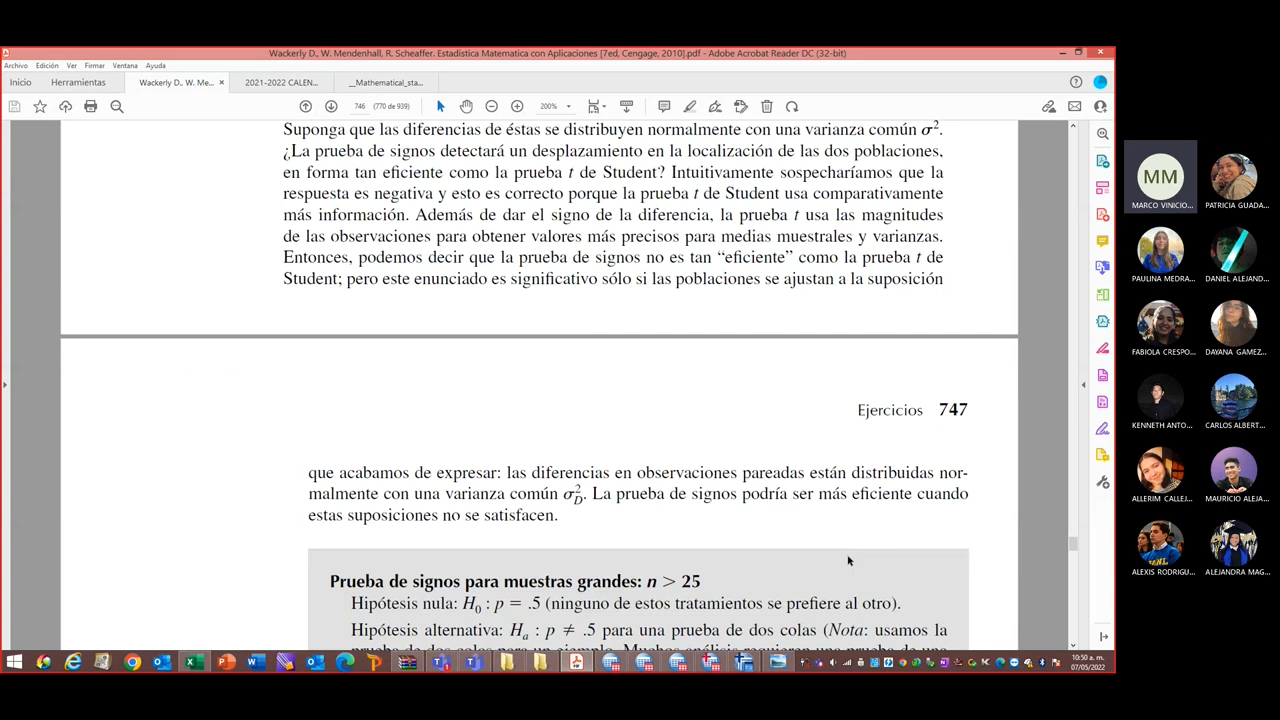 Wackerly D., W. Mendenhall, R. Scheaffer. Estadistica Matematica con Aplicaciones [7ed, Cengage, 2010].pdf - Adobe Acrobat Reader DC (32-bit)
Archivo Edición Ver Firmar Ventana Ayuda
Inicio Herramientas Wackerly D., W. Me... × 2021-2022 CALEN... __Mathematical_sta...
746 (770 de 939) 200%
Suponga que las diferencias de éstas se distribuyen normalmente con una varianza común σ².
¿La prueba de signos detectará un desplazamiento en la localización de las dos poblaciones,
en forma tan eficiente como la prueba t de Student? Intuitivamente sospecharíamos que la
respuesta es negativa y esto es correcto porque la prueba t de Student usa comparativamente
más información. Además de dar el signo de la diferencia, la prueba t usa las magnitudes
de las observaciones para obtener valores más precisos para medias muestrales y varianzas.
Entonces, podemos decir que la prueba de signos no es tan “eficiente” como la prueba t de
Student; pero este enunciado es significativo sólo si las poblaciones se ajustan a la suposición
Ejercicios 747
que acabamos de expresar: las diferencias en observaciones pareadas están distribuidas nor-
malmente con una varianza común σ²D. La prueba de signos podría ser más eficiente cuando
estas suposiciones no se satisfacen.
Prueba de signos para muestras grandes: n > 25
Hipótesis nula: H0 : p = .5 (ninguno de estos tratamientos se prefiere al otro).
Hipótesis alternativa: Ha : p ≠ .5 para una prueba de dos colas (Nota: usamos la
MM
MARCO VINICIO... PATRICIA GUADA...
PAULINA MEDRA... DANIEL ALEJAND...
FABIOLA CRESPO... DAYANA GAMEZ...
KENNETH ANTO... CARLOS ALBERT...
ALLERIM CALLEJ... MAURICIO ALEJA...
ALEXIS RODRIGU... ALEJANDRA MAG...
10:50 a. m.
07/05/2022